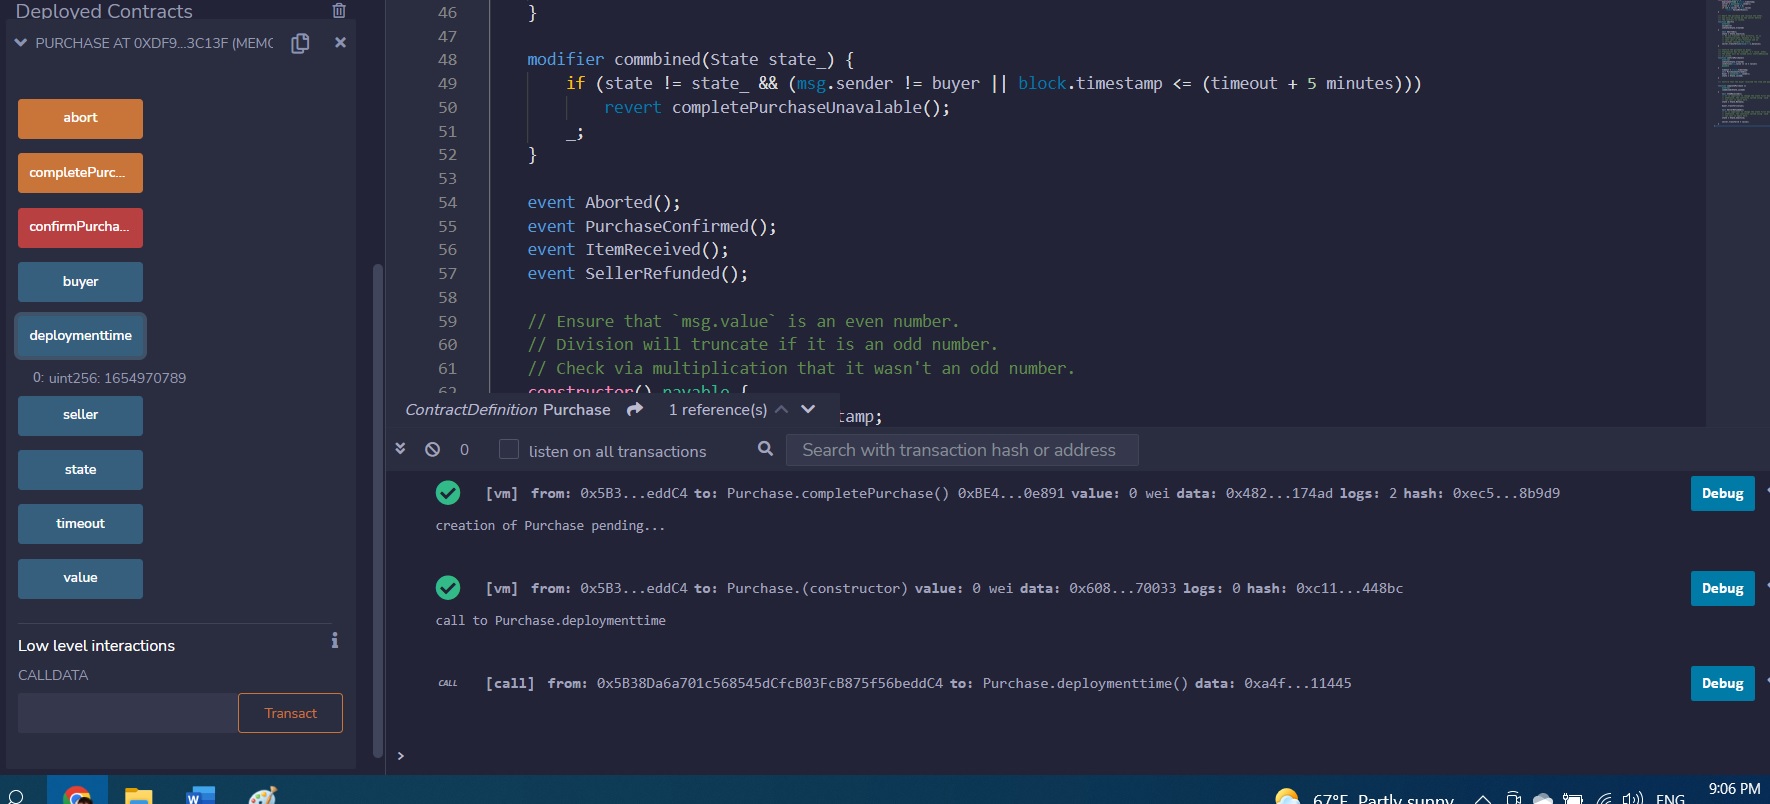 Deployed Contracts
PURCHASE AT 0XDF9...3C13F (MEMO
abort
completePurc...
confirmPurcha...
buyer
deploymenttime
0: uint256: 1654970789
seller
state
timeout
value
Low level interactions
CALLDATA
Transact
46 }
47
48 modifier commbined(State state_) {
49 if (state != state_ && (msg.sender != buyer || block.timestamp <= (timeout + 5 minutes)))
50 revert completePurchaseUnavalable();
51 _;
52 }
53
54 event Aborted();
55 event PurchaseConfirmed();
56 event ItemReceived();
57 event SellerRefunded();
58
59 // Ensure that `msg.value` is an even number.
60 // Division will truncate if it is an odd number.
61 // Check via multiplication that it wasn't an odd number.
62 constructor() payable {
ContractDefinition Purchase 1 reference(s)
tamp;
0 listen on all transactions Search with transaction hash or address
[vm] from: 0x5B3...eddC4 to: Purchase.completePurchase() 0xBE4...0e891 value: 0 wei data: 0x482...174ad logs: 2 hash: 0xec5...8b9d9 Debug
creation of Purchase pending...
[vm] from: 0x5B3...eddC4 to: Purchase.(constructor) value: 0 wei data: 0x608...70033 logs: 0 hash: 0xc11...448bc Debug
call to Purchase.deploymenttime
CALL [call] from: 0x5B38Da6a701c568545dCfcB03FcB875f56beddC4 to: Purchase.deploymenttime() data: 0xa4f...11445 Debug
>
67°F Partly sunny ENG 9:06 PM